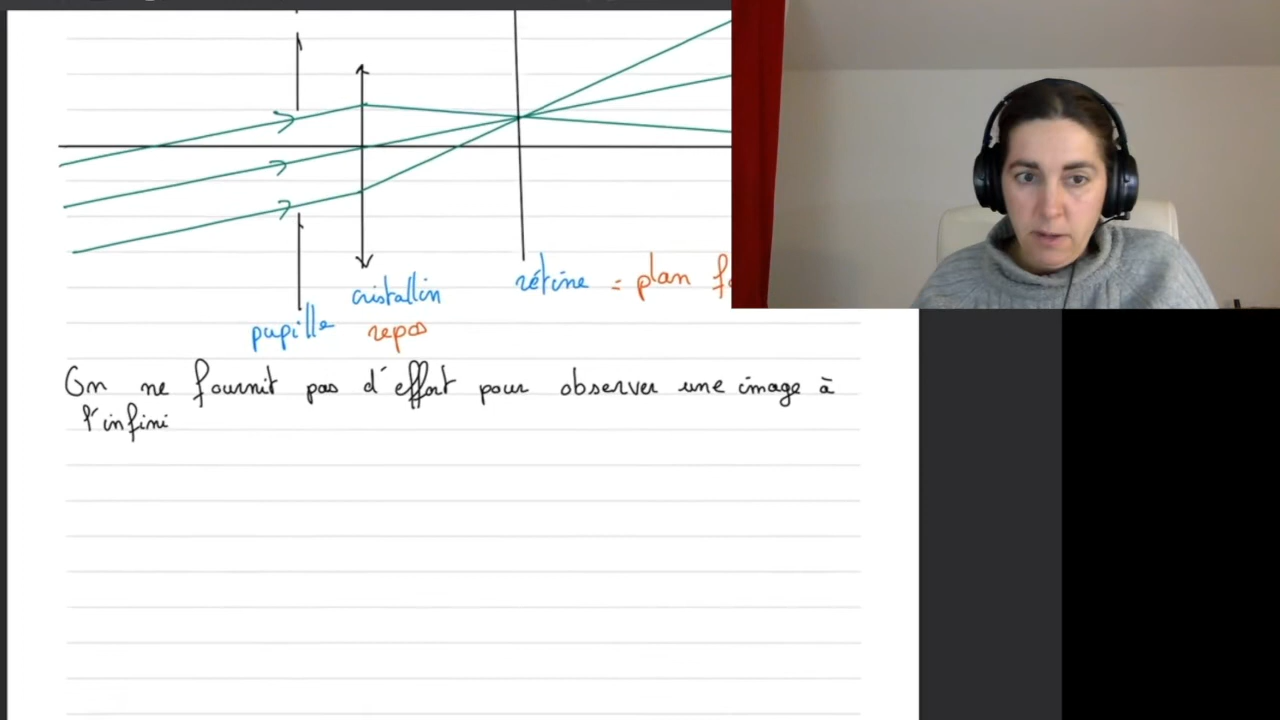 cristallin
rétine = plan
pupille
repos
On ne fournit pas d'effort pour observer une image à
l'infini